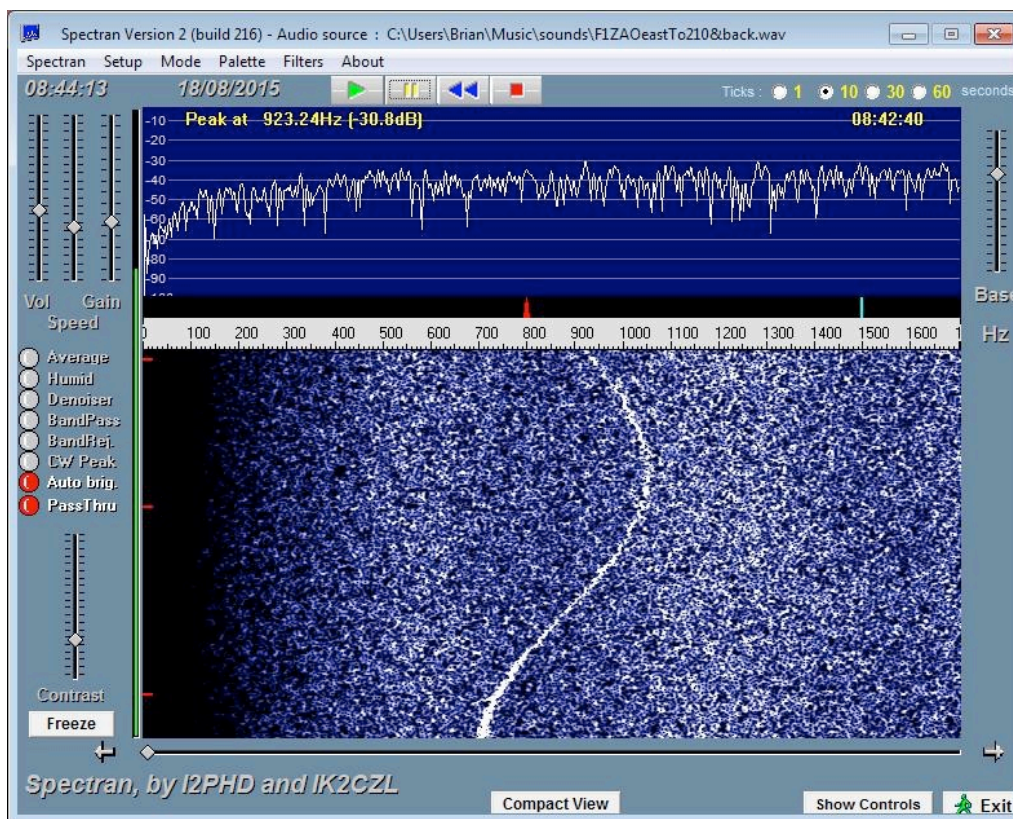 Spectran Version 2 (build 216) - Audio source : C:\Users\Brian\Music\sounds\F1ZAOeastTo210&back.wav
Spectran Setup Mode Palette Filters About
08:44:13 18/08/2015 Ticks : 1 10 30 60 seconds
-10 Peak at 923.24Hz (-30.8dB) 08:42:40
-20
-30
-40
-50
-60
-70
-80
-90
Vol Gain
Speed
Base
0 100 200 300 400 500 600 700 800 900 1000 1100 1200 1300 1400 1500 1600 Hz
Average
Humid
Denoiser
BandPass
BandRej.
CW Peak
Auto brig.
PassThru
Contrast
Freeze
Spectran, by I2PHD and IK2CZL
Compact View Show Controls Exit